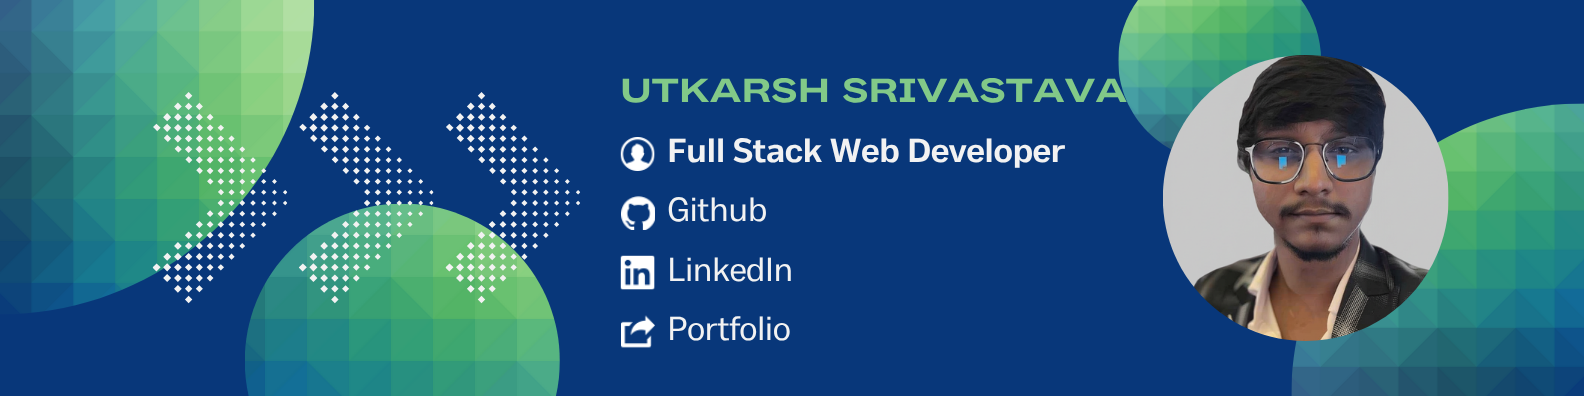 UTKARSH SRIVASTAVA
Full Stack Web Developer
Github
LinkedIn
Portfolio